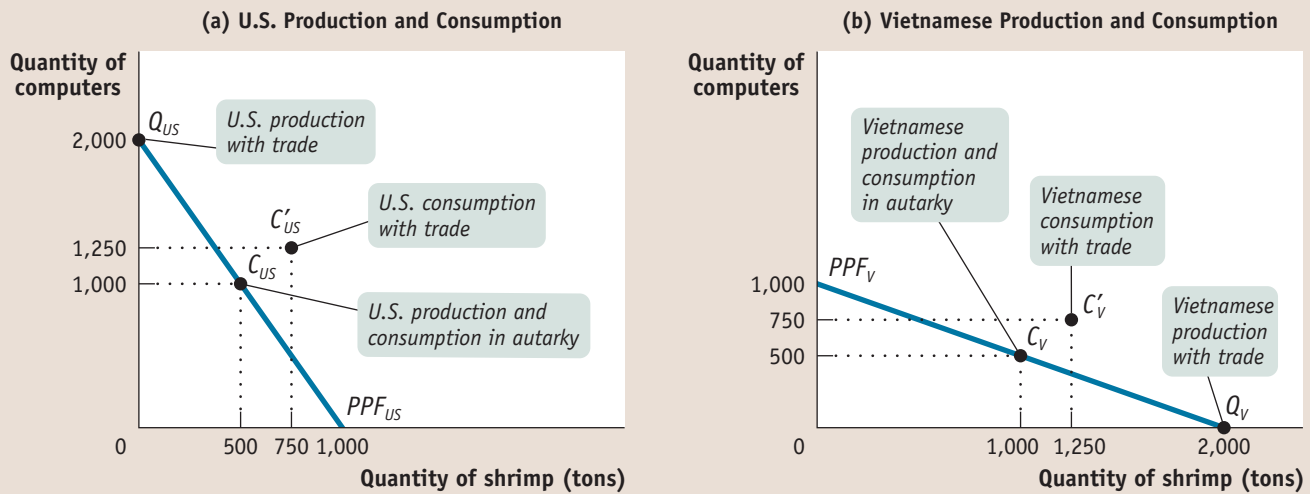 (a) U.S. Production and Consumption
Quantity of
computers
2,000
1,250
1,000
0
500
750
1,000
Quantity of shrimp (tons)
Q_US
U.S. production
with trade
C′_US
U.S. consumption
with trade
C_US
U.S. production and
consumption in autarky
PPF_US
(b) Vietnamese Production and Consumption
Quantity of
computers
1,000
750
500
0
1,000
1,250
2,000
Quantity of shrimp (tons)
Vietnamese
production and
consumption
in autarky
Vietnamese
consumption
with trade
Vietnamese
production
with trade
PPF_V
C′_V
C_V
Q_V